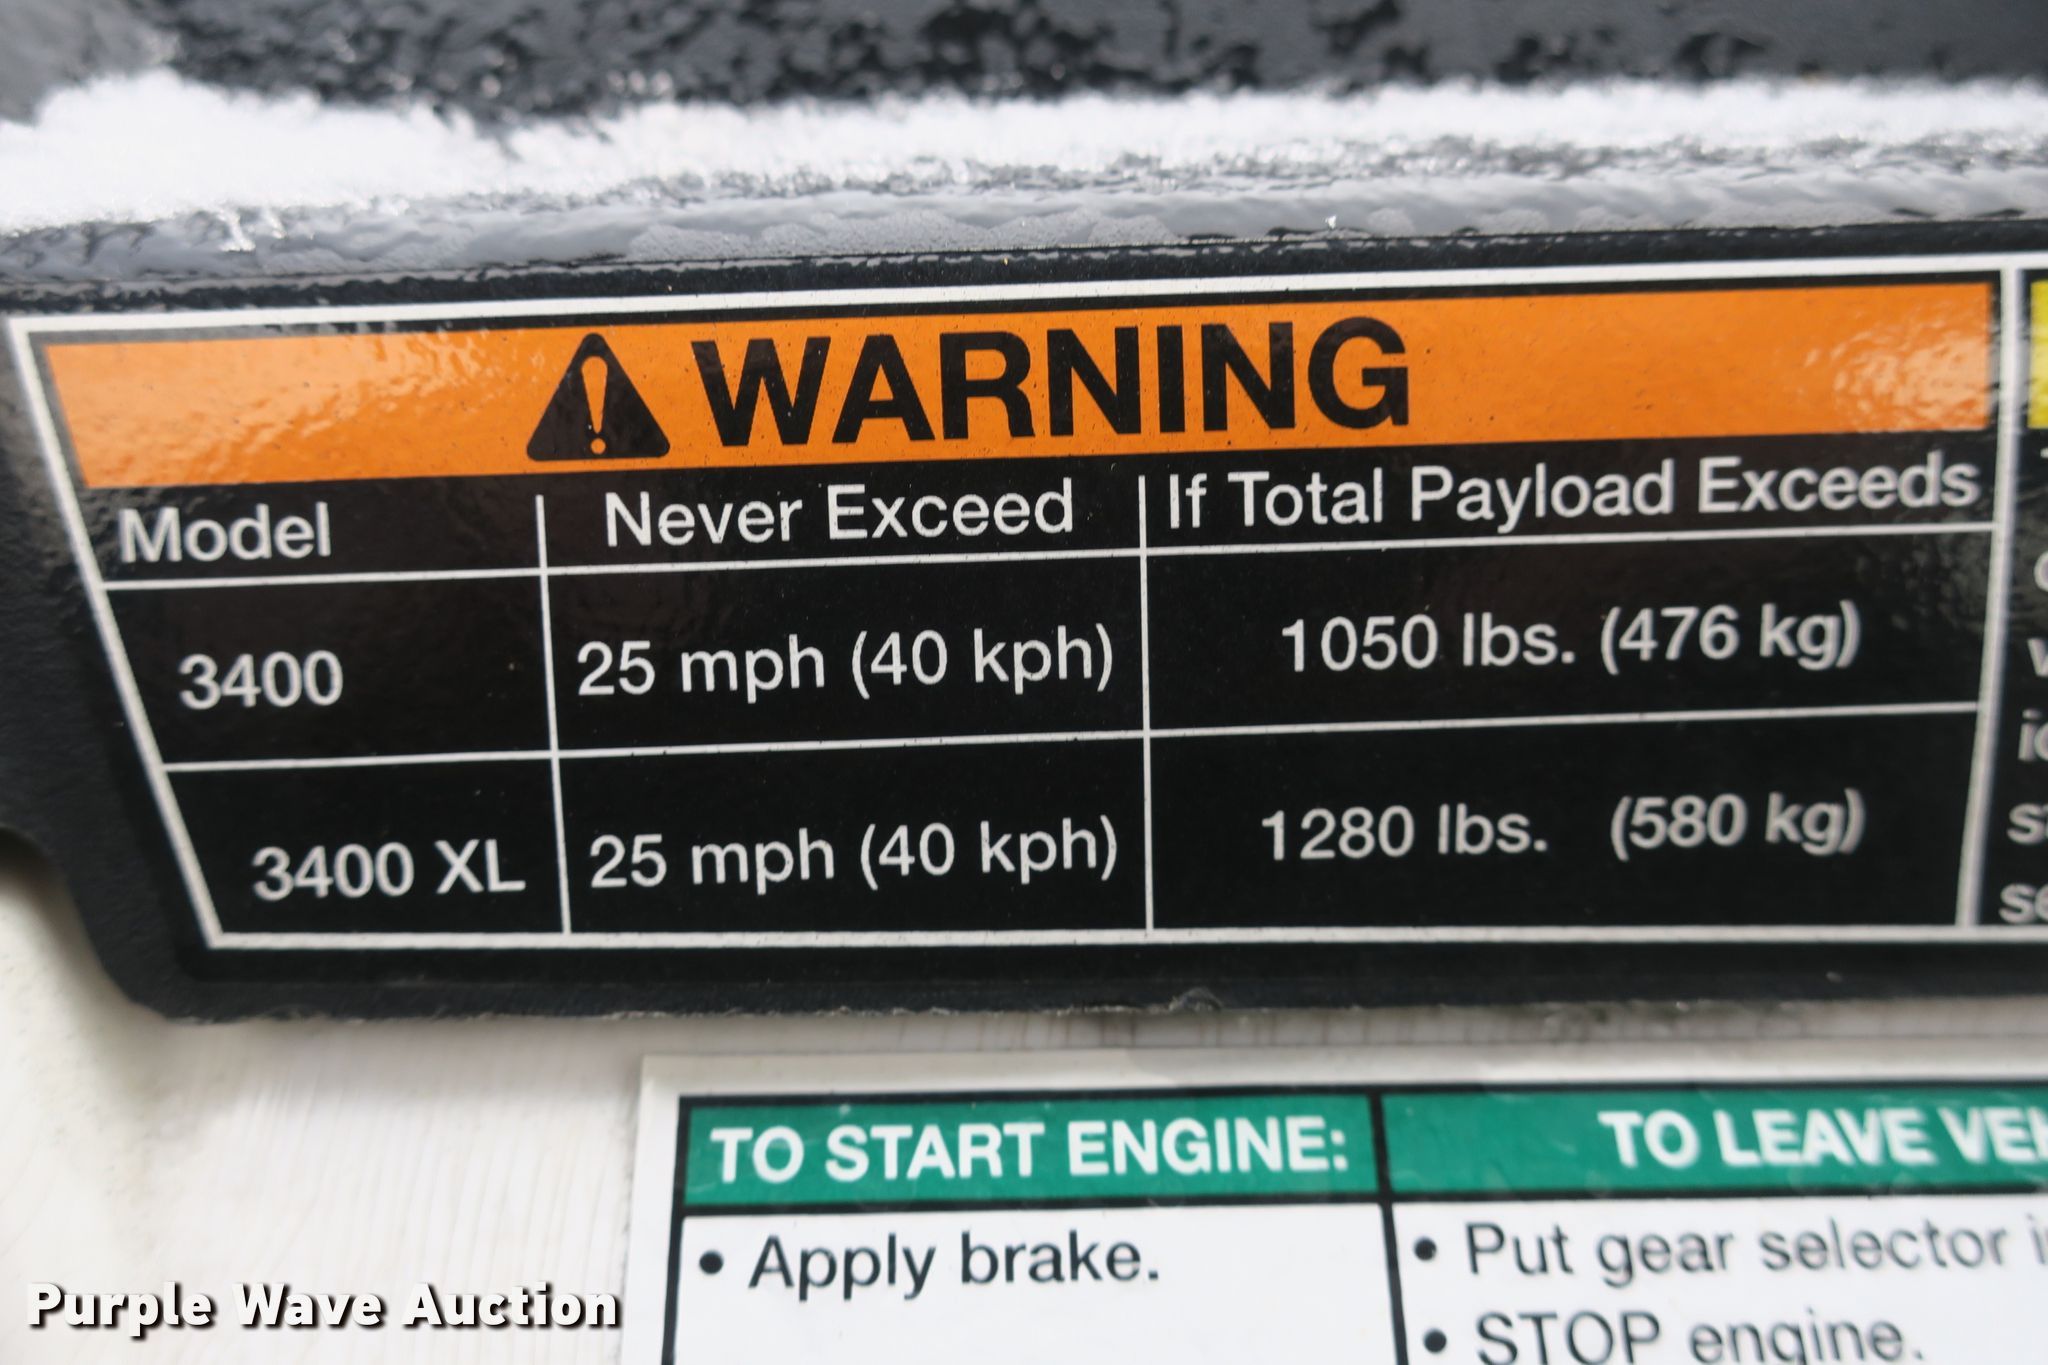 WARNING
Model Never Exceed If Total Payload Exceeds
3400 25 mph (40 kph) 1050 lbs. (476 kg)
3400 XL 25 mph (40 kph) 1280 lbs. (580 kg)
TO START ENGINE:
• Apply brake.
TO LEAVE
• Put gear selector
• STOP engine.
Purple Wave Auction